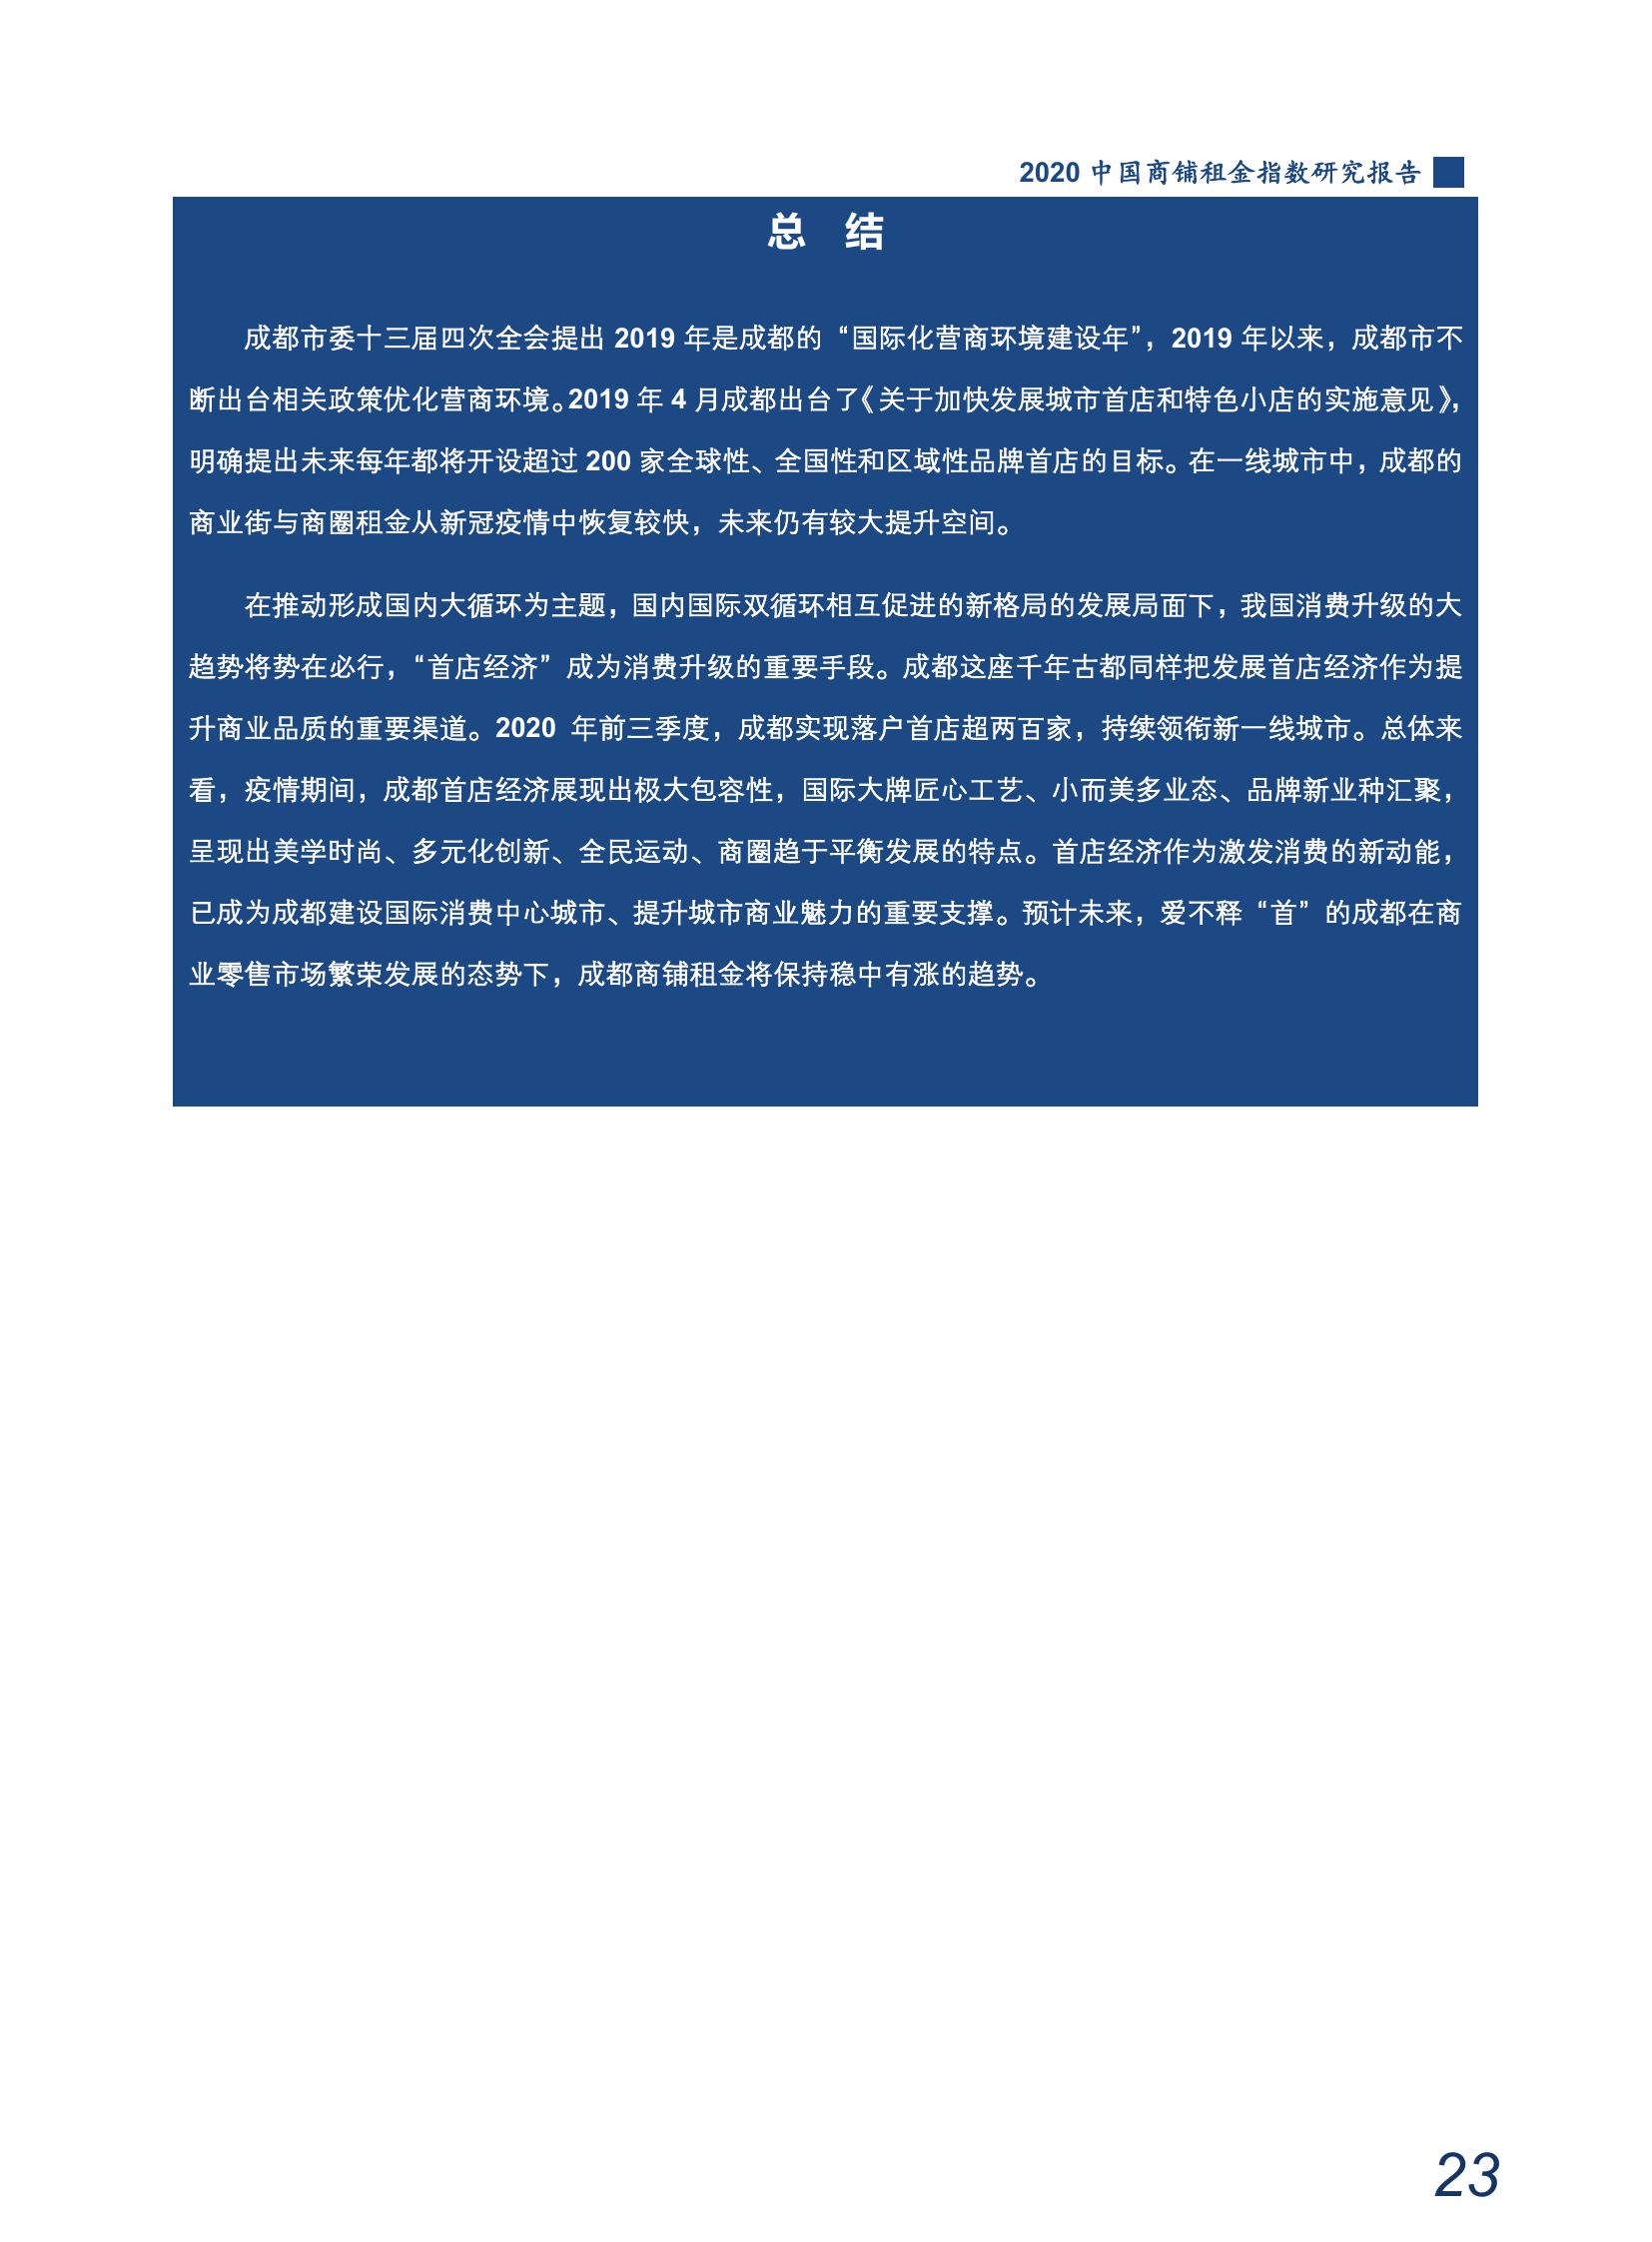 2020 中国商铺租金指数研究报告
总 结
成都市委十三届四次全会提出 2019 年是成都的“国际化营商环境建设年”，2019 年以来，成都市不
断出台相关政策优化营商环境。2019 年 4 月成都出台了《关于加快发展城市首店和特色小店的实施意见》，
明确提出未来每年都将开设超过 200 家全球性、全国性和区域性品牌首店的目标。在一线城市中，成都的
商业街与商圈租金从新冠疫情中恢复较快，未来仍有较大提升空间。
在推动形成国内大循环为主题，国内国际双循环相互促进的新格局的发展局面下，我国消费升级的大
趋势将势在必行，“首店经济”成为消费升级的重要手段。成都这座千年古都同样把发展首店经济作为提
升商业品质的重要渠道。2020 年前三季度，成都实现落户首店超两百家，持续领衔新一线城市。总体来
看，疫情期间，成都首店经济展现出极大包容性，国际大牌匠心工艺、小而美多业态、品牌新业种汇聚，
呈现出美学时尚、多元化创新、全民运动、商圈趋于平衡发展的特点。首店经济作为激发消费的新动能，
已成为成都建设国际消费中心城市、提升城市商业魅力的重要支撑。预计未来，爱不释“首”的成都在商
业零售市场繁荣发展的态势下，成都商铺租金将保持稳中有涨的趋势。
23